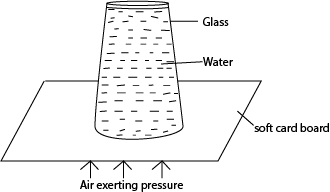 Glass
Water
soft card board
Air exerting pressure